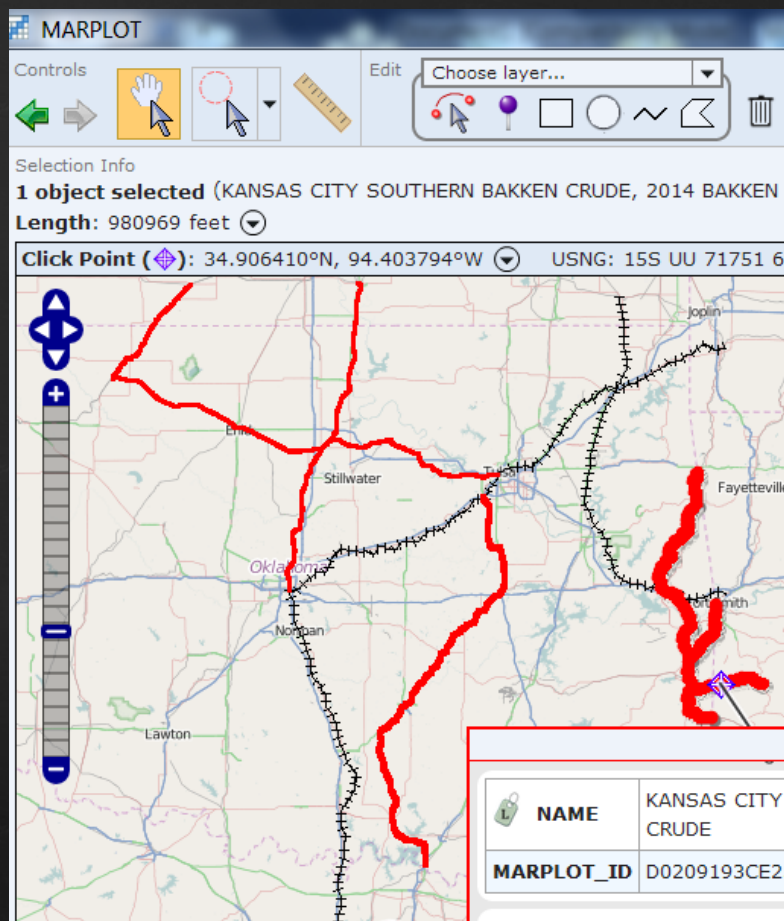 MARPLOT
Controls
Edit
Choose layer...
Selection Info
1 object selected (KANSAS CITY SOUTHERN BAKKEN CRUDE, 2014 BAKKEN
Length: 980969 feet
Click Point ( ): 34.906410°N, 94.403794°W USNG: 15S UU 71751 6
Joplin
Enid
Tulsa
Stillwater
Fayetteville
Oklahoma
Fort Smith
Norman
Lawton
L NAME KANSAS CITY
CRUDE
MARPLOT_ID D0209193CE2